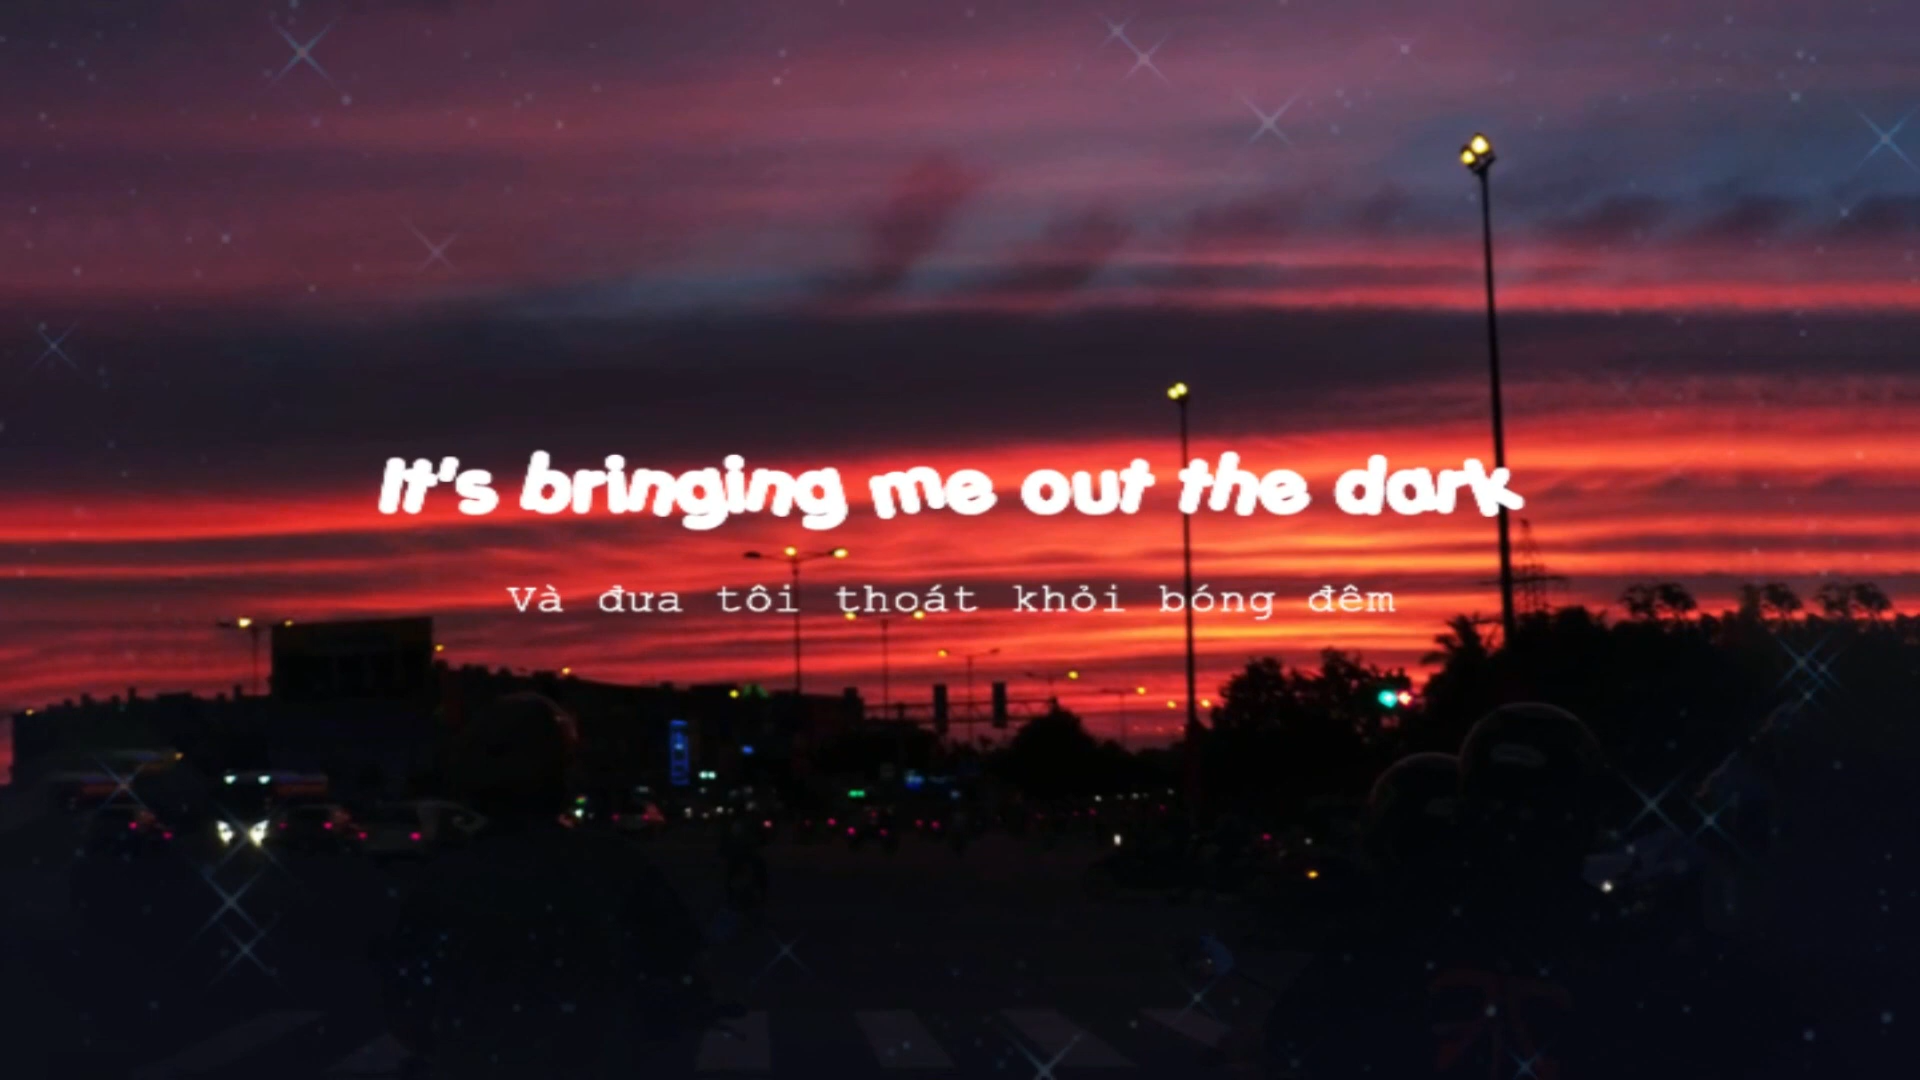 It's bringing me out the dark
Và đưa tôi thoát khỏi bóng đêm